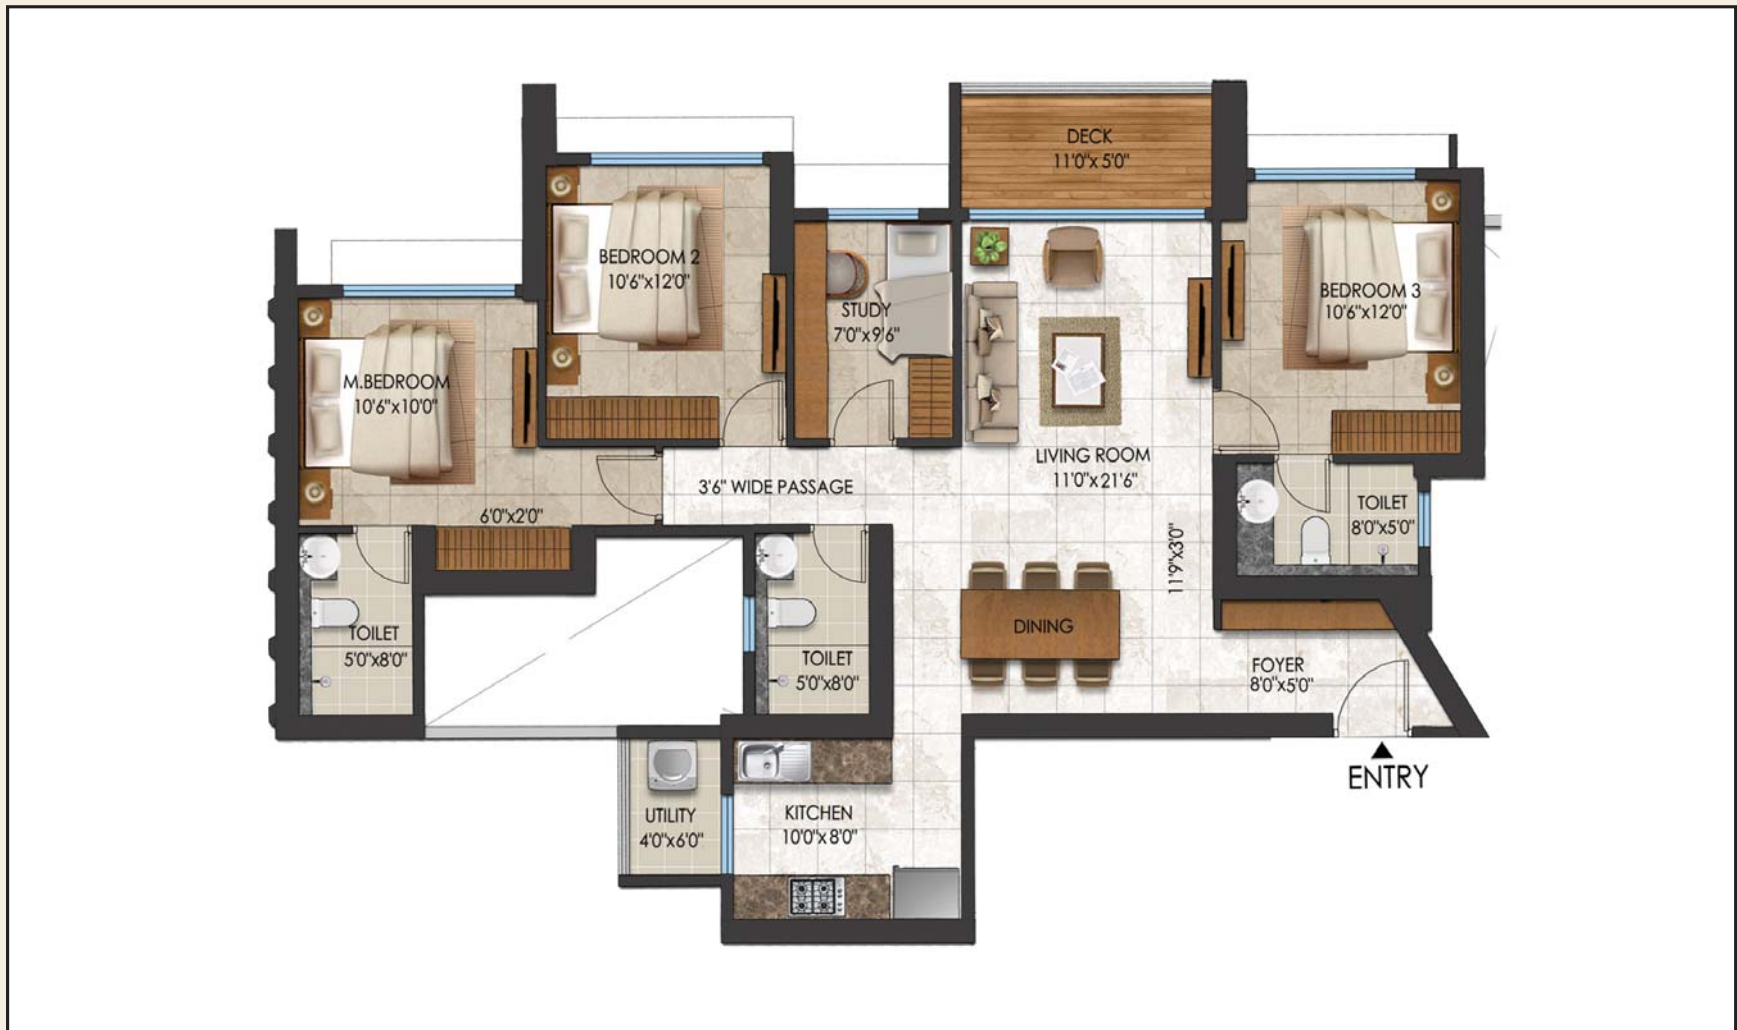 DECK
11'0"x 5'0"
BEDROOM 2
10'6"x12'0"
BEDROOM 3
10'6"x12'0"
STUDY
7'0"x9'6"
M.BEDROOM
10'6"x10'0"
LIVING ROOM
11'0"x21'6"
3'6" WIDE PASSAGE
6'0"x2'0"
TOILET
8'0"x5'0"
11'9"x3'0"
DINING
TOILET
5'0"x8'0"
TOILET
5'0"x8'0"
FOYER
8'0"x5'0"
ENTRY
UTILITY
4'0"x6'0"
KITCHEN
10'0"x8'0"